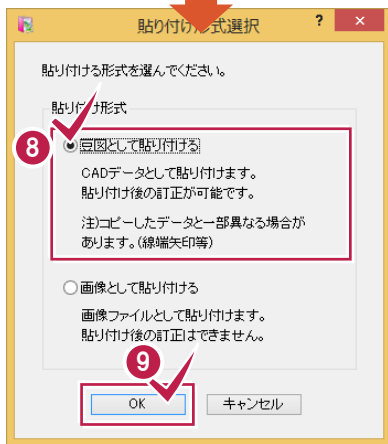 貼り付け形式選択
? ×
貼り付ける形式を選んでください。
貼り付け形式
8
豆図として貼り付ける
CADデータとして貼り付けます。
貼り付け後の訂正が可能です。
注)コピーしたデータと一部異なる場合が
あります。(線端矢印等)
画像として貼り付ける
画像ファイルとして貼り付けます。
貼り付け後の訂正はできません。
9
OK キャンセル